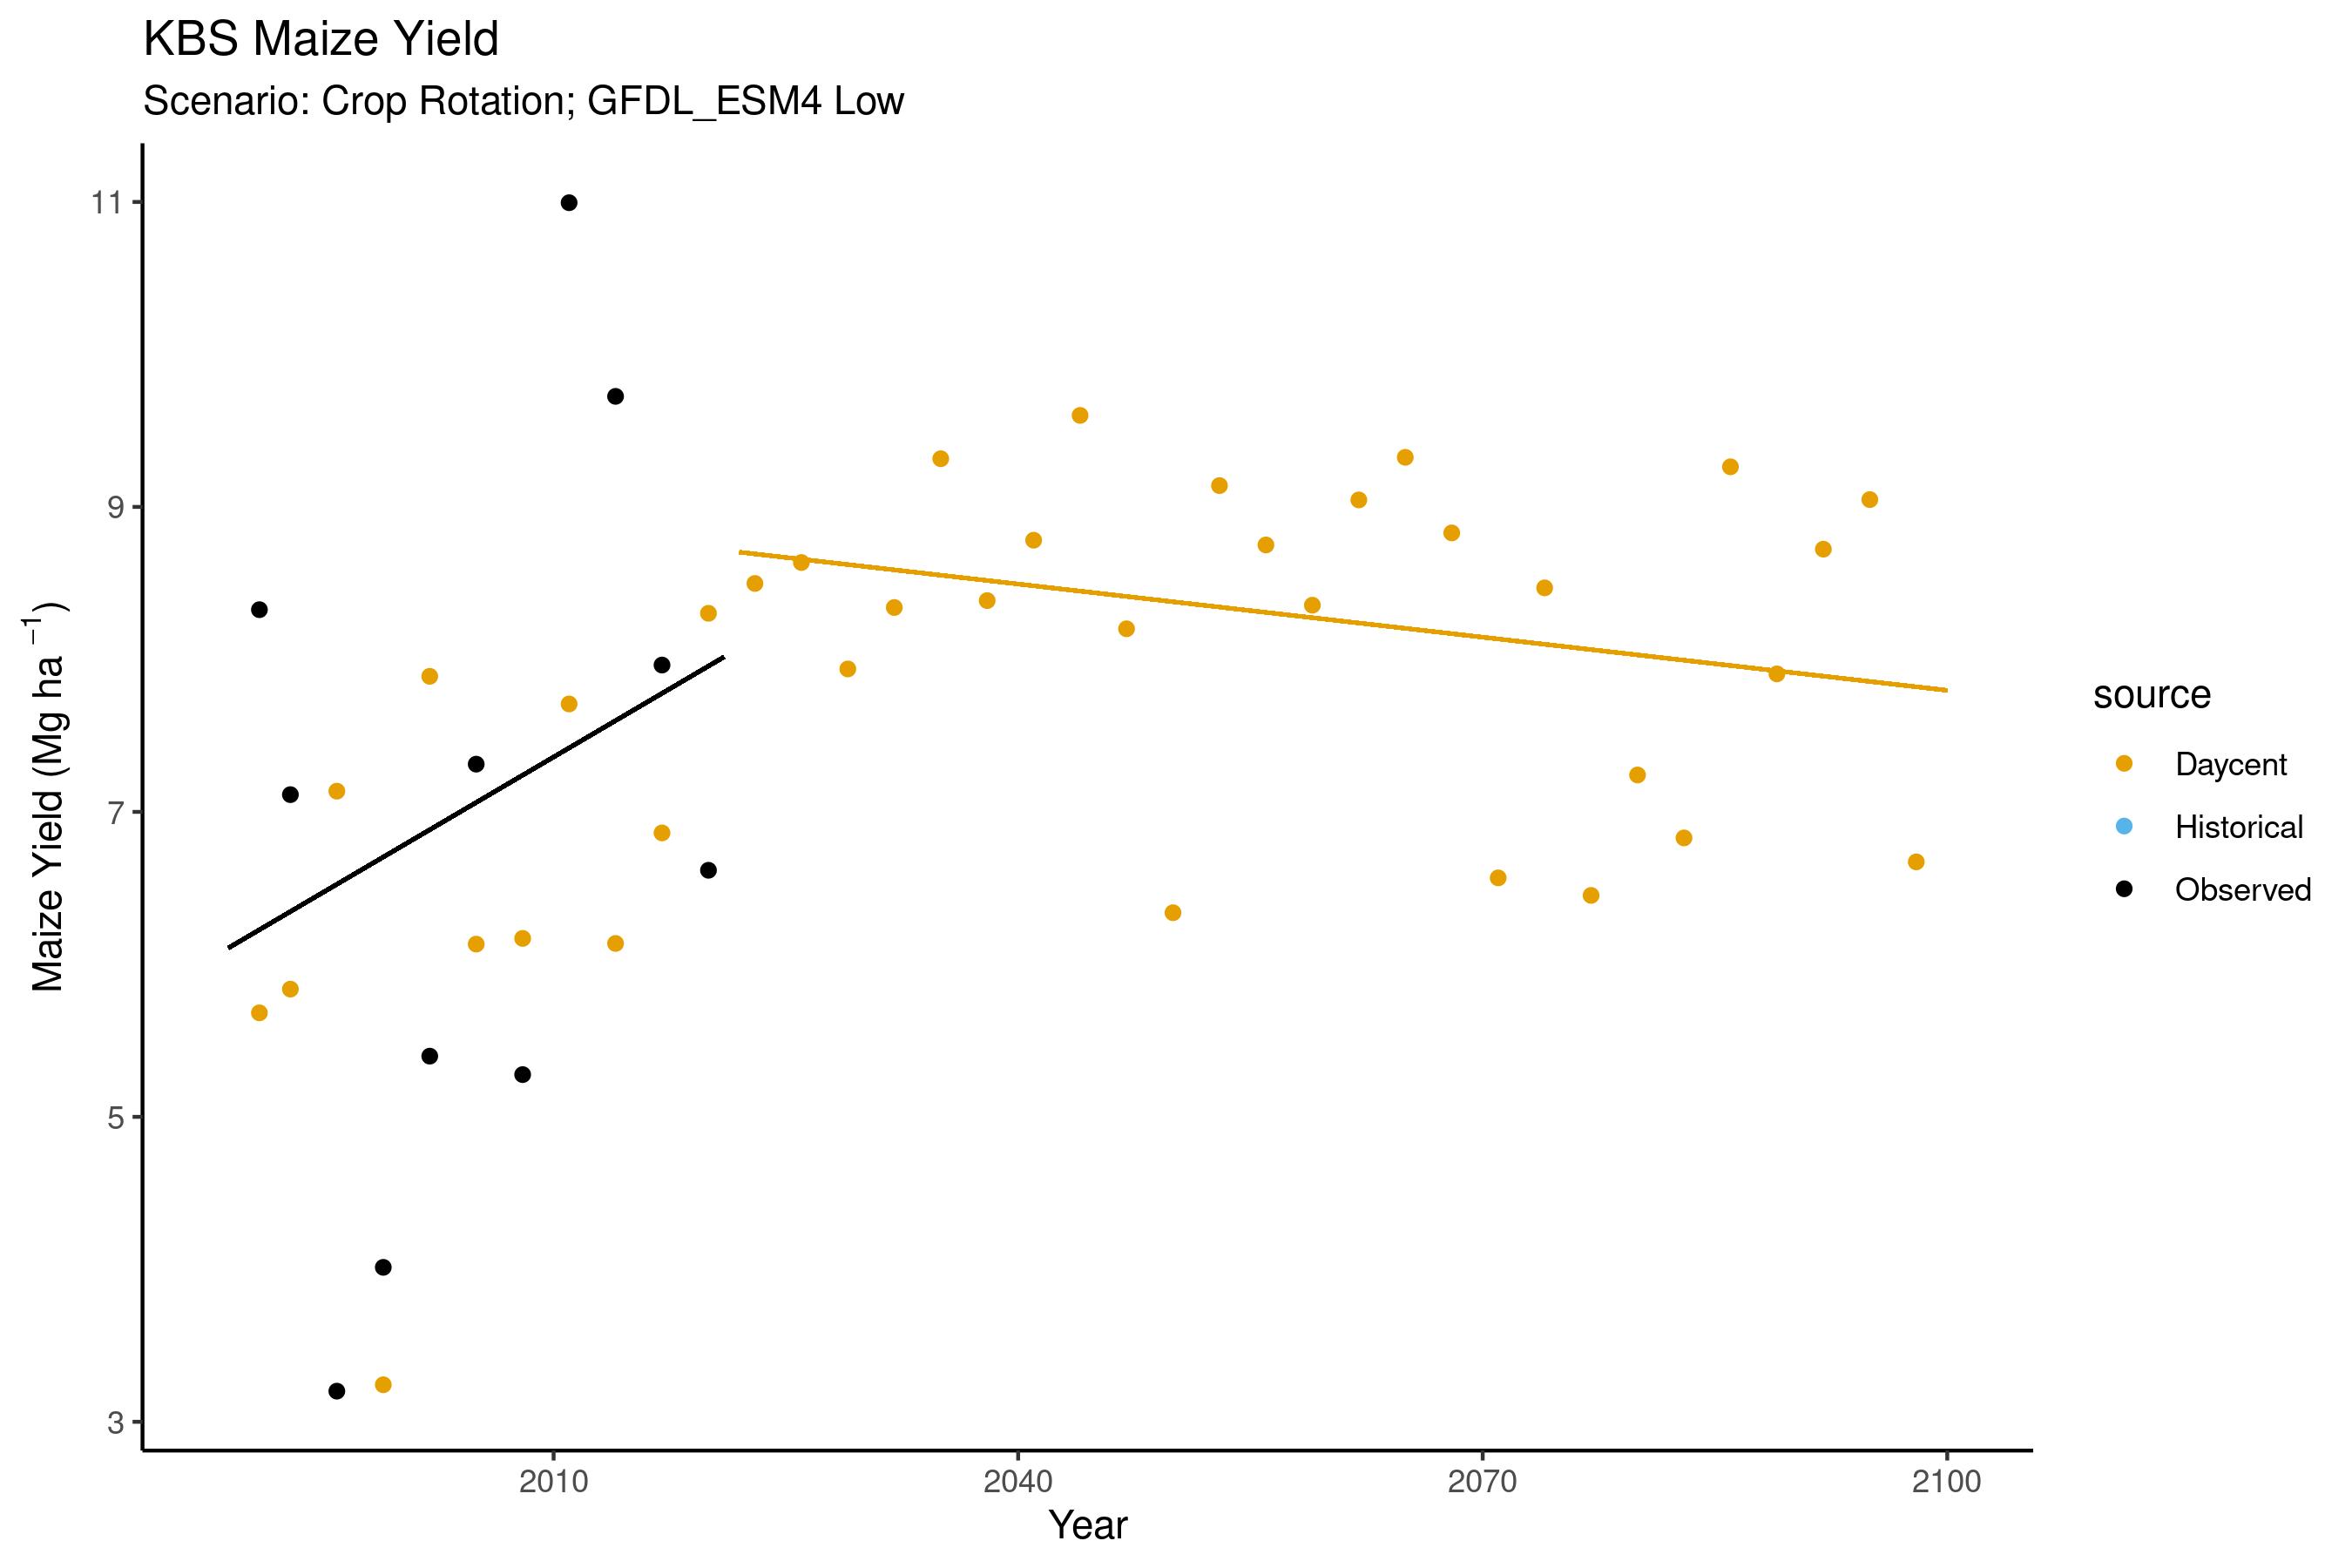 KBS Maize Yield
Scenario: Crop Rotation; GFDL_ESM4 Low
11
9
7
5
3
Maize Yield (Mg ha −1)
2010 2040 2070 2100
Year
source
Daycent
Historical
Observed